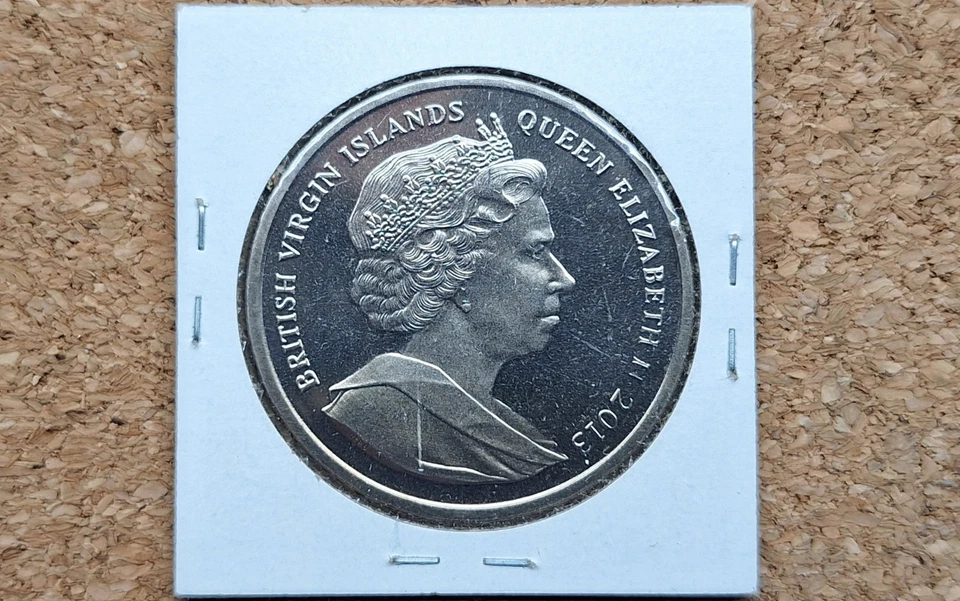 BRITISH VIRGIN ISLANDS QUEEN ELIZABETH II 2013